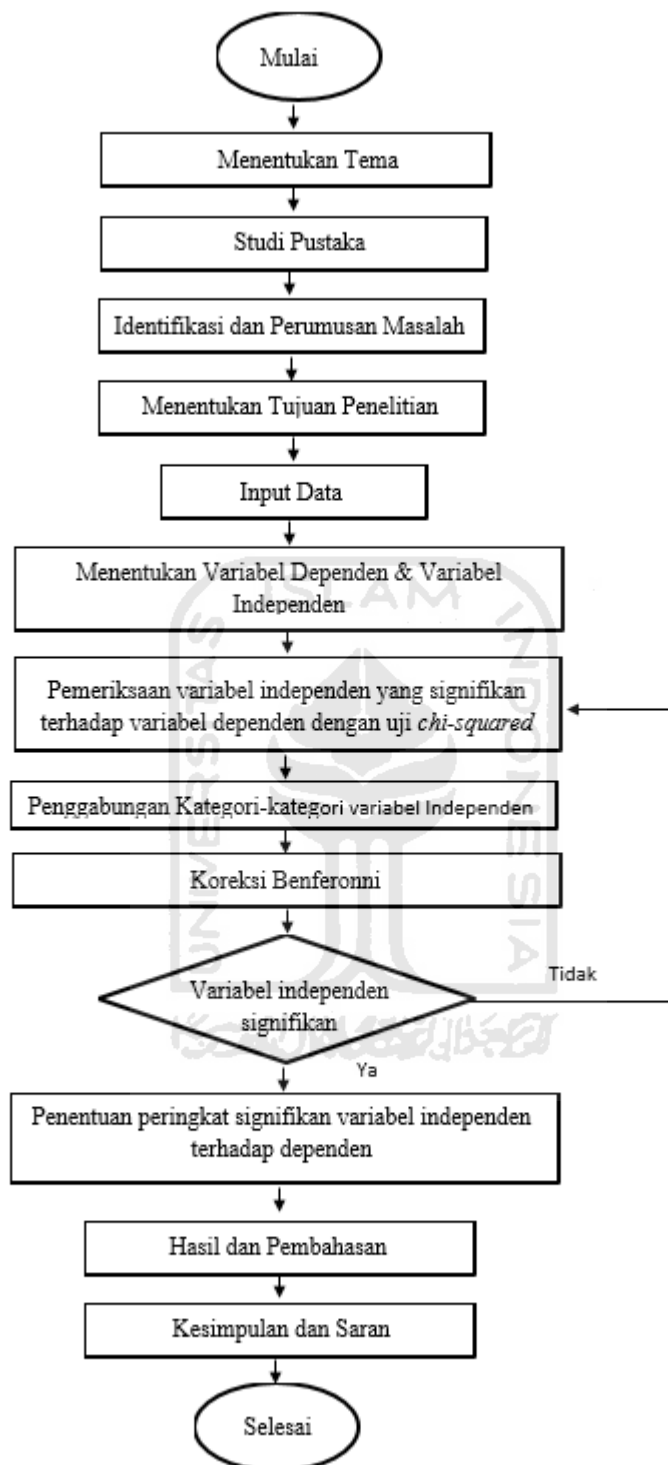 Mulai
Menentukan Tema
Studi Pustaka
Identifikasi dan Perumusan Masalah
Menentukan Tujuan Penelitian
Input Data
Menentukan Variabel Dependen & Variabel
Independen
Pemeriksaan variabel independen yang signifikan
terhadap variabel dependen dengan uji chi-squared
Penggabungan Kategori-kategori variabel Independen
Koreksi Benferonni
Variabel independen
signifikan
Tidak
Ya
Penentuan peringkat signifikan variabel independen
terhadap dependen
Hasil dan Pembahasan
Kesimpulan dan Saran
Selesai
UNIVERSITAS
ISLAM
INDONESIA